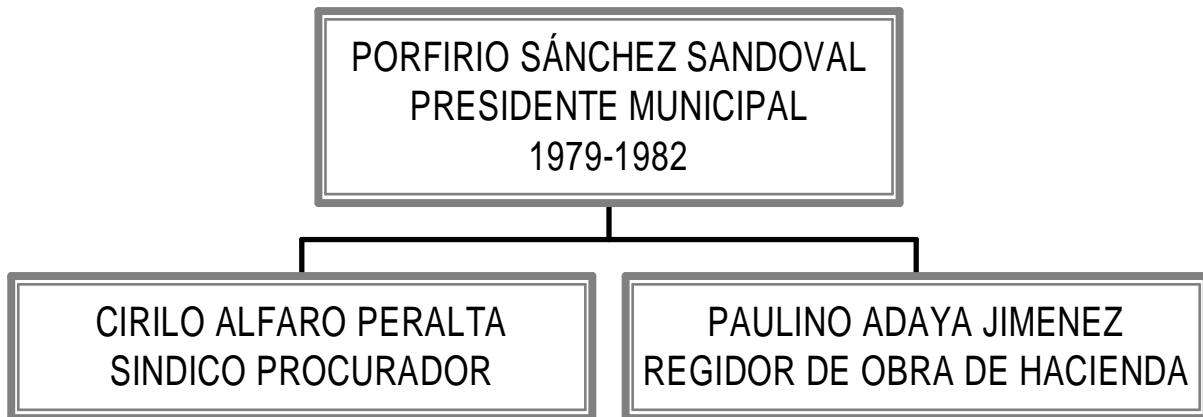 PORFIRIO SÁNCHEZ SANDOVAL
PRESIDENTE MUNICIPAL
1979-1982
CIRILO ALFARO PERALTA
SINDICO PROCURADOR
PAULINO ADAYA JIMENEZ
REGIDOR DE OBRA DE HACIENDA